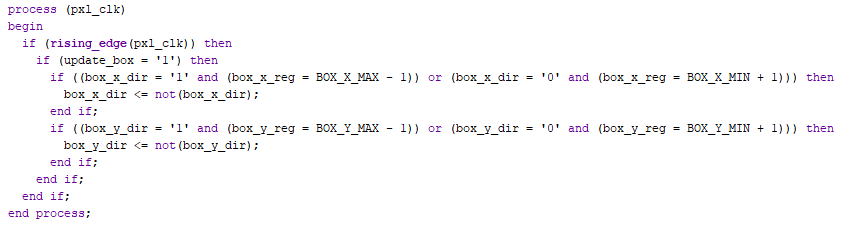 process (pxl_clk)
begin
  if (rising_edge(pxl_clk)) then
    if (update_box = '1') then
      if ((box_x_dir = '1' and (box_x_reg = BOX_X_MAX - 1)) or (box_x_dir = '0' and (box_x_reg = BOX_X_MIN + 1))) then
        box_x_dir <= not(box_x_dir);
      end if;
      if ((box_y_dir = '1' and (box_y_reg = BOX_Y_MAX - 1)) or (box_y_dir = '0' and (box_y_reg = BOX_Y_MIN + 1))) then
        box_y_dir <= not(box_y_dir);
      end if;
    end if;
  end if;
end process;